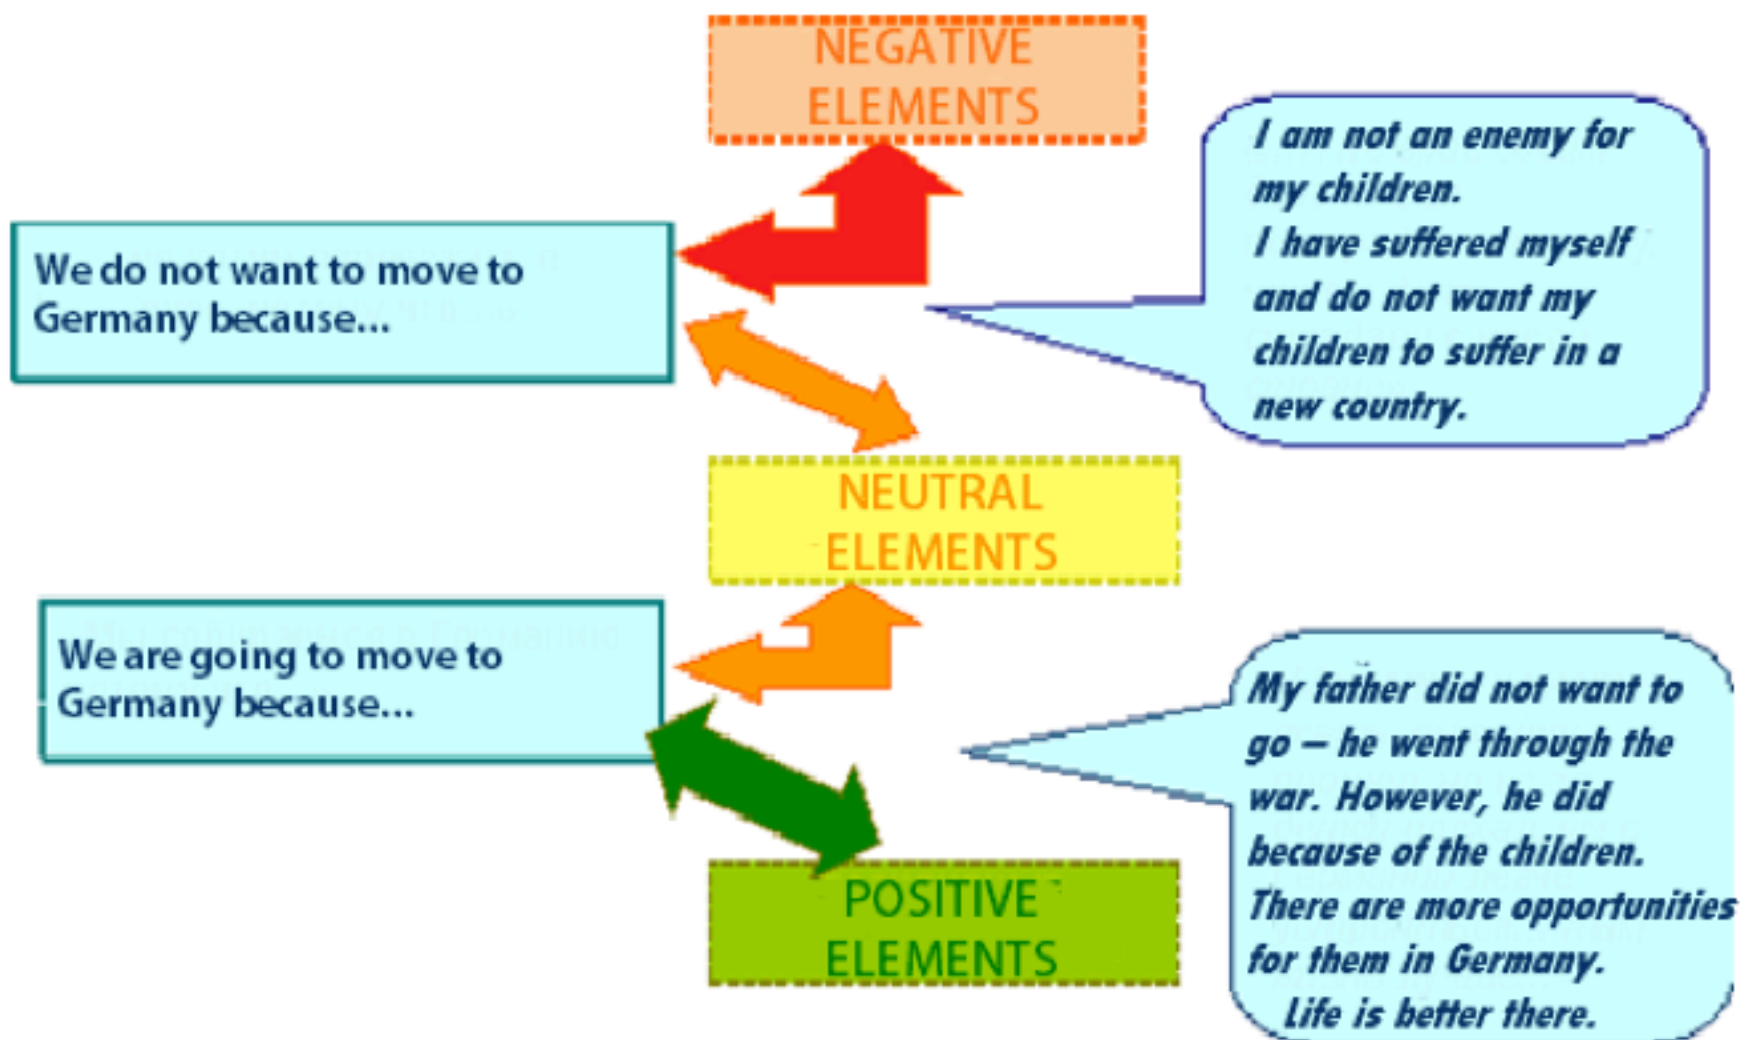 NEGATIVE
ELEMENTS
I am not an enemy for
my children.
I have suffered myself
and do not want my
children to suffer in a
new country.
We do not want to move to
Germany because...
NEUTRAL
ELEMENTS
We are going to move to
Germany because...
My father did not want to
go – he went through the
war. However, he did
because of the children.
There are more opportunities
for them in Germany.
Life is better there.
POSITIVE
ELEMENTS